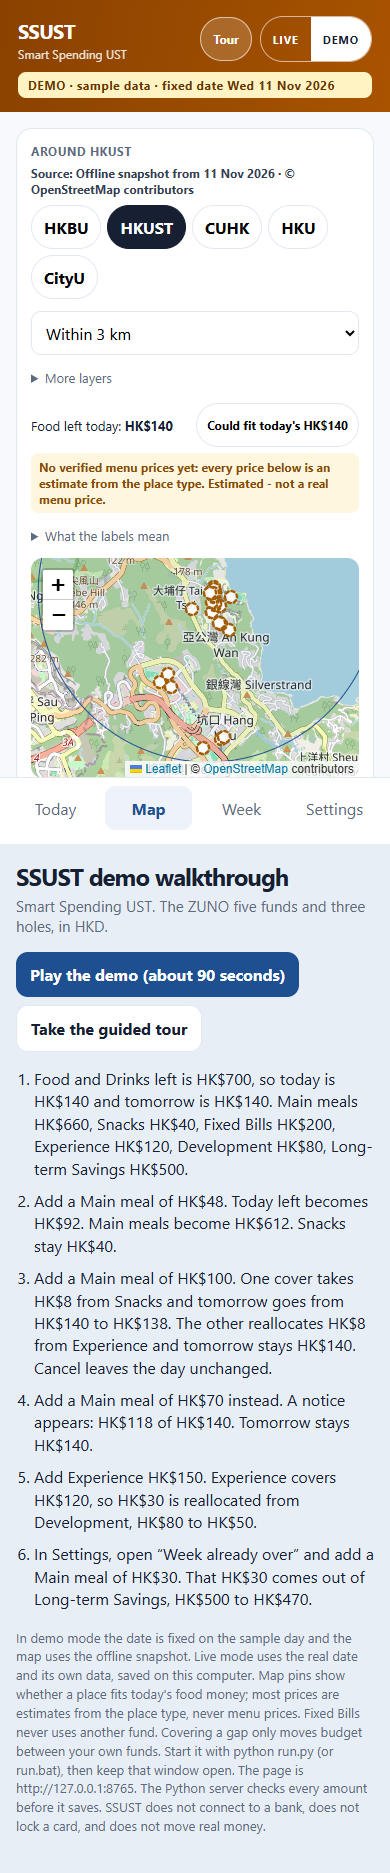 SSUST
Smart Spending UST
Tour
LIVE
DEMO
DEMO · sample data · fixed date Wed 11 Nov 2026
AROUND HKUST
Source: Offline snapshot from 11 Nov 2026 · ©
OpenStreetMap contributors
HKBU
HKUST
CUHK
HKU
CityU
Within 3 km
More layers
Food left today: HK$140
Could fit today's HK$140
No verified menu prices yet: every price below is an
estimate from the place type. Estimated - not a real
menu price.
What the labels mean
+
−
122 m
178 m
346 m
282 m
大埔仔 Tai
亞公灣 Ah Kung
Wan
銀線灣 Silverstrand
坑口 Hang
Sau
Ping
上洋村 Sheu
Leaflet | © OpenStreetMap contributors
Today
Map
Week
Settings
SSUST demo walkthrough
Smart Spending UST. The ZUNO five funds and three
holes, in HKD.
Play the demo (about 90 seconds)
Take the guided tour
1. Food and Drinks left is HK$700, so today is
HK$140 and tomorrow is HK$140. Main meals
HK$660, Snacks HK$40, Fixed Bills HK$200,
Experience HK$120, Development HK$80, Long-
term Savings HK$500.
2. Add a Main meal of HK$48. Today left becomes
HK$92. Main meals become HK$612. Snacks
stay HK$40.
3. Add a Main meal of HK$100. One cover takes
HK$8 from Snacks and tomorrow goes from
HK$140 to HK$138. The other reallocates HK$8
from Experience and tomorrow stays HK$140.
Cancel leaves the day unchanged.
4. Add a Main meal of HK$70 instead. A notice
appears: HK$118 of HK$140. Tomorrow stays
HK$140.
5. Add Experience HK$150. Experience covers
HK$120, so HK$30 is reallocated from
Development, HK$80 to HK$50.
6. In Settings, open “Week already over” and add a
Main meal of HK$30. That HK$30 comes out of
Long-term Savings, HK$500 to HK$470.
In demo mode the date is fixed on the sample day and the
map uses the offline snapshot. Live mode uses the real date
and its own data, saved on this computer. Map pins show
whether a place fits today's food money; most prices are
estimates from the place type, never menu prices. Fixed Bills
never uses another fund. Covering a gap only moves budget
between your own funds. Start it with python run.py (or
run.bat), then keep that window open. The page is
http://127.0.0.1:8765. The Python server checks every amount
before it saves. SSUST does not connect to a bank, does not
lock a card, and does not move real money.